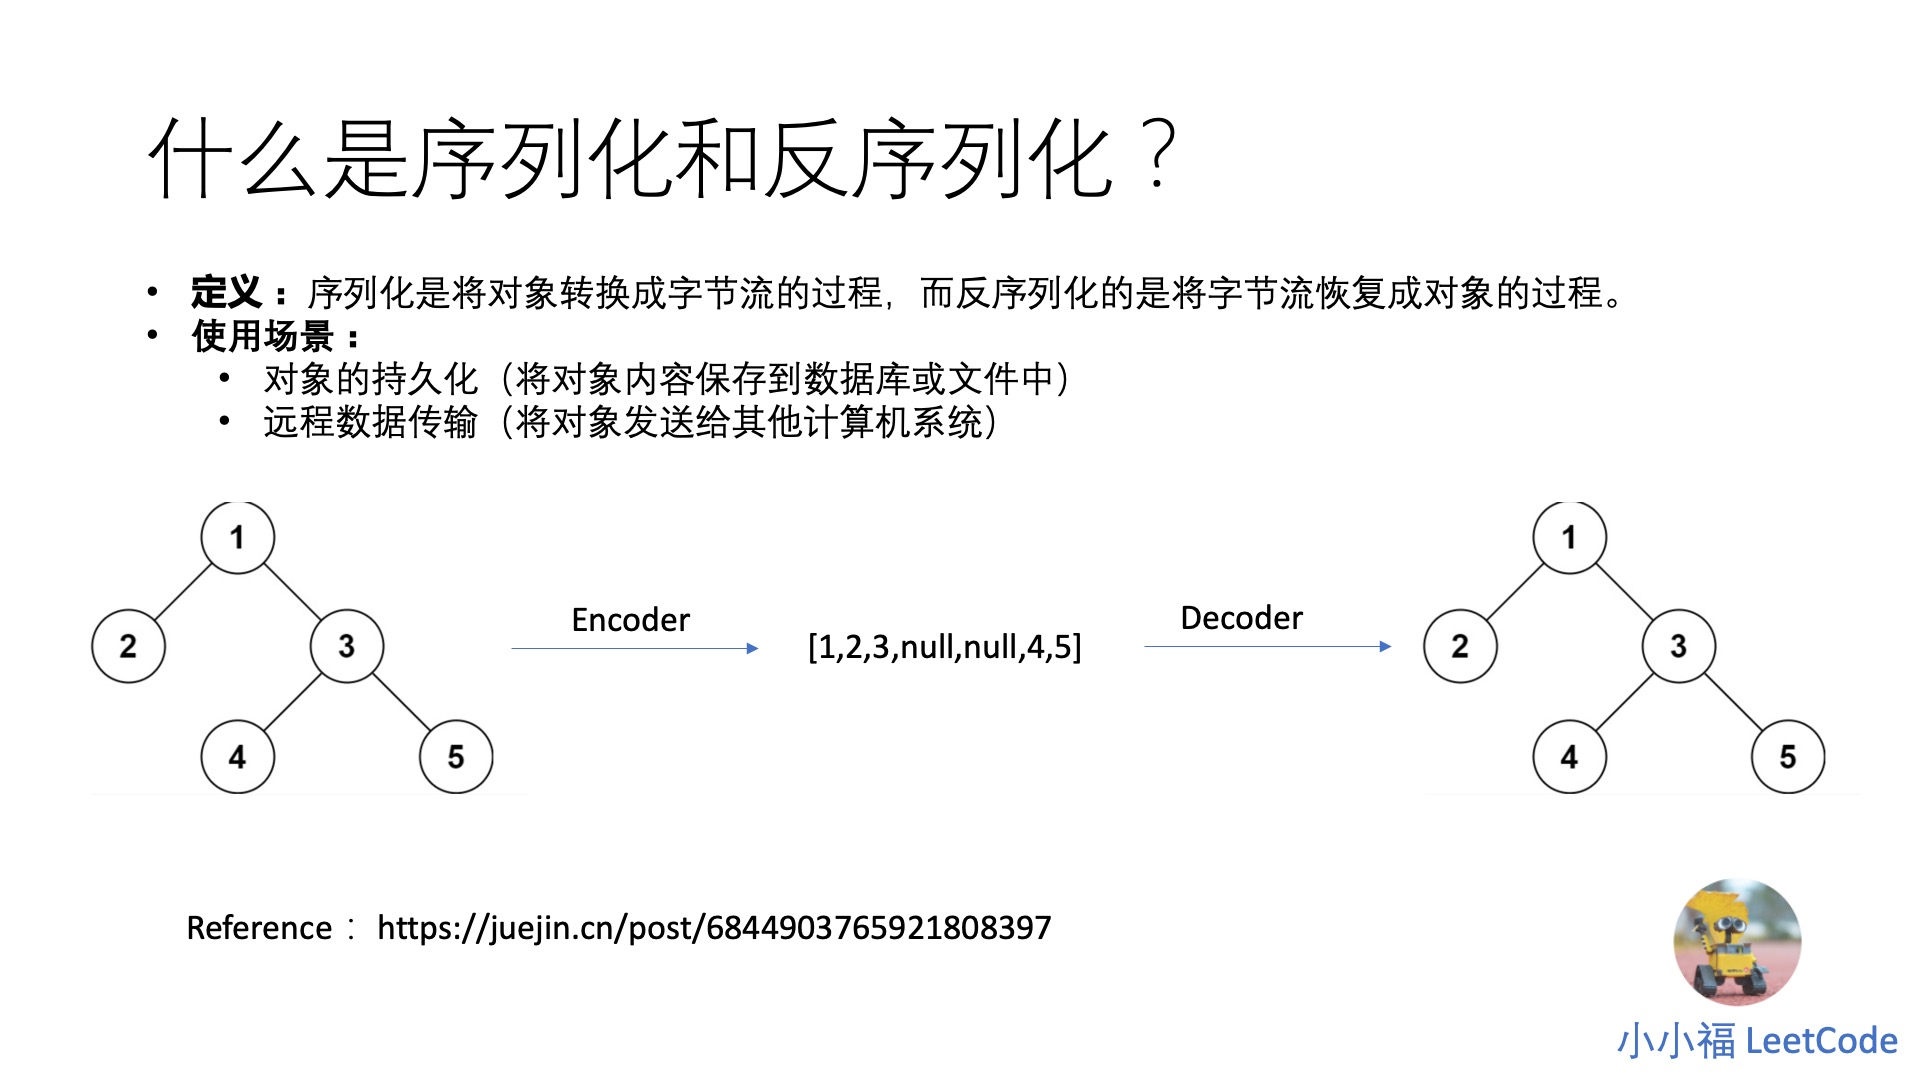 什么是序列化和反序列化？
• 定义：序列化是将对象转换成字节流的过程，而反序列化的是将字节流恢复成对象的过程。
• 使用场景：
• 对象的持久化（将对象内容保存到数据库或文件中）
• 远程数据传输（将对象发送给其他计算机系统）
1
2
3
4
5
Encoder
[1,2,3,null,null,4,5]
Decoder
1
2
3
4
5
Reference： https://juejin.cn/post/6844903765921808397
小小福 LeetCode